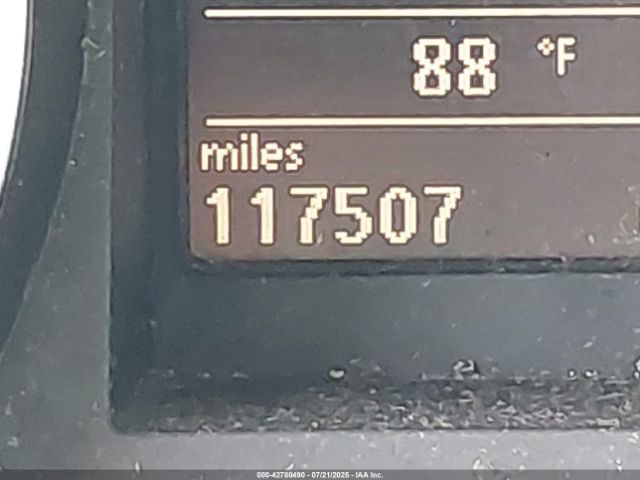 88 °F
miles
117507
000-42780490 - 07/21/2025 - IAA Inc.